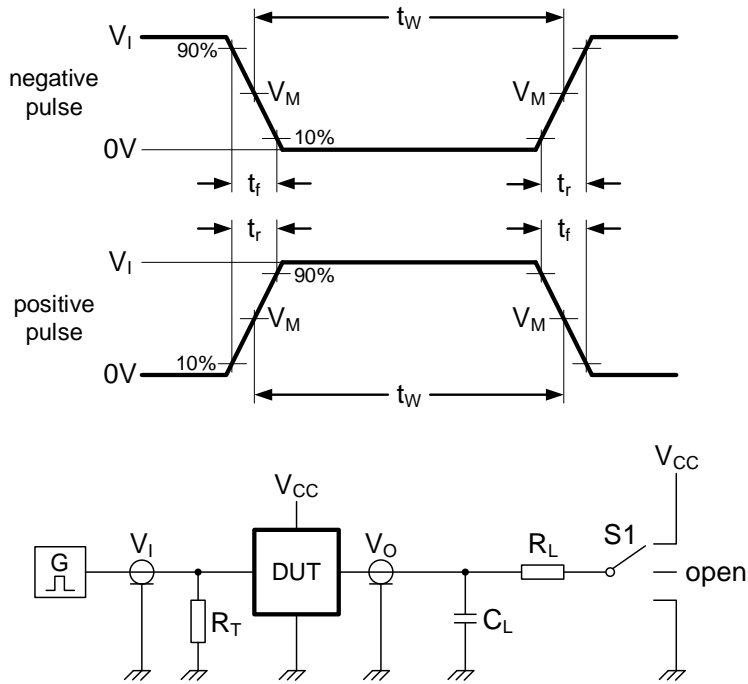 t_W
V_I
90%
negative
pulse
V_M
V_M
10%
0V
t_f
t_r
t_r
t_f
V_I
90%
positive
pulse
V_M
V_M
10%
0V
t_W
V_CC
V_CC
G
V_I
DUT
V_O
R_L
S1
open
R_T
C_L